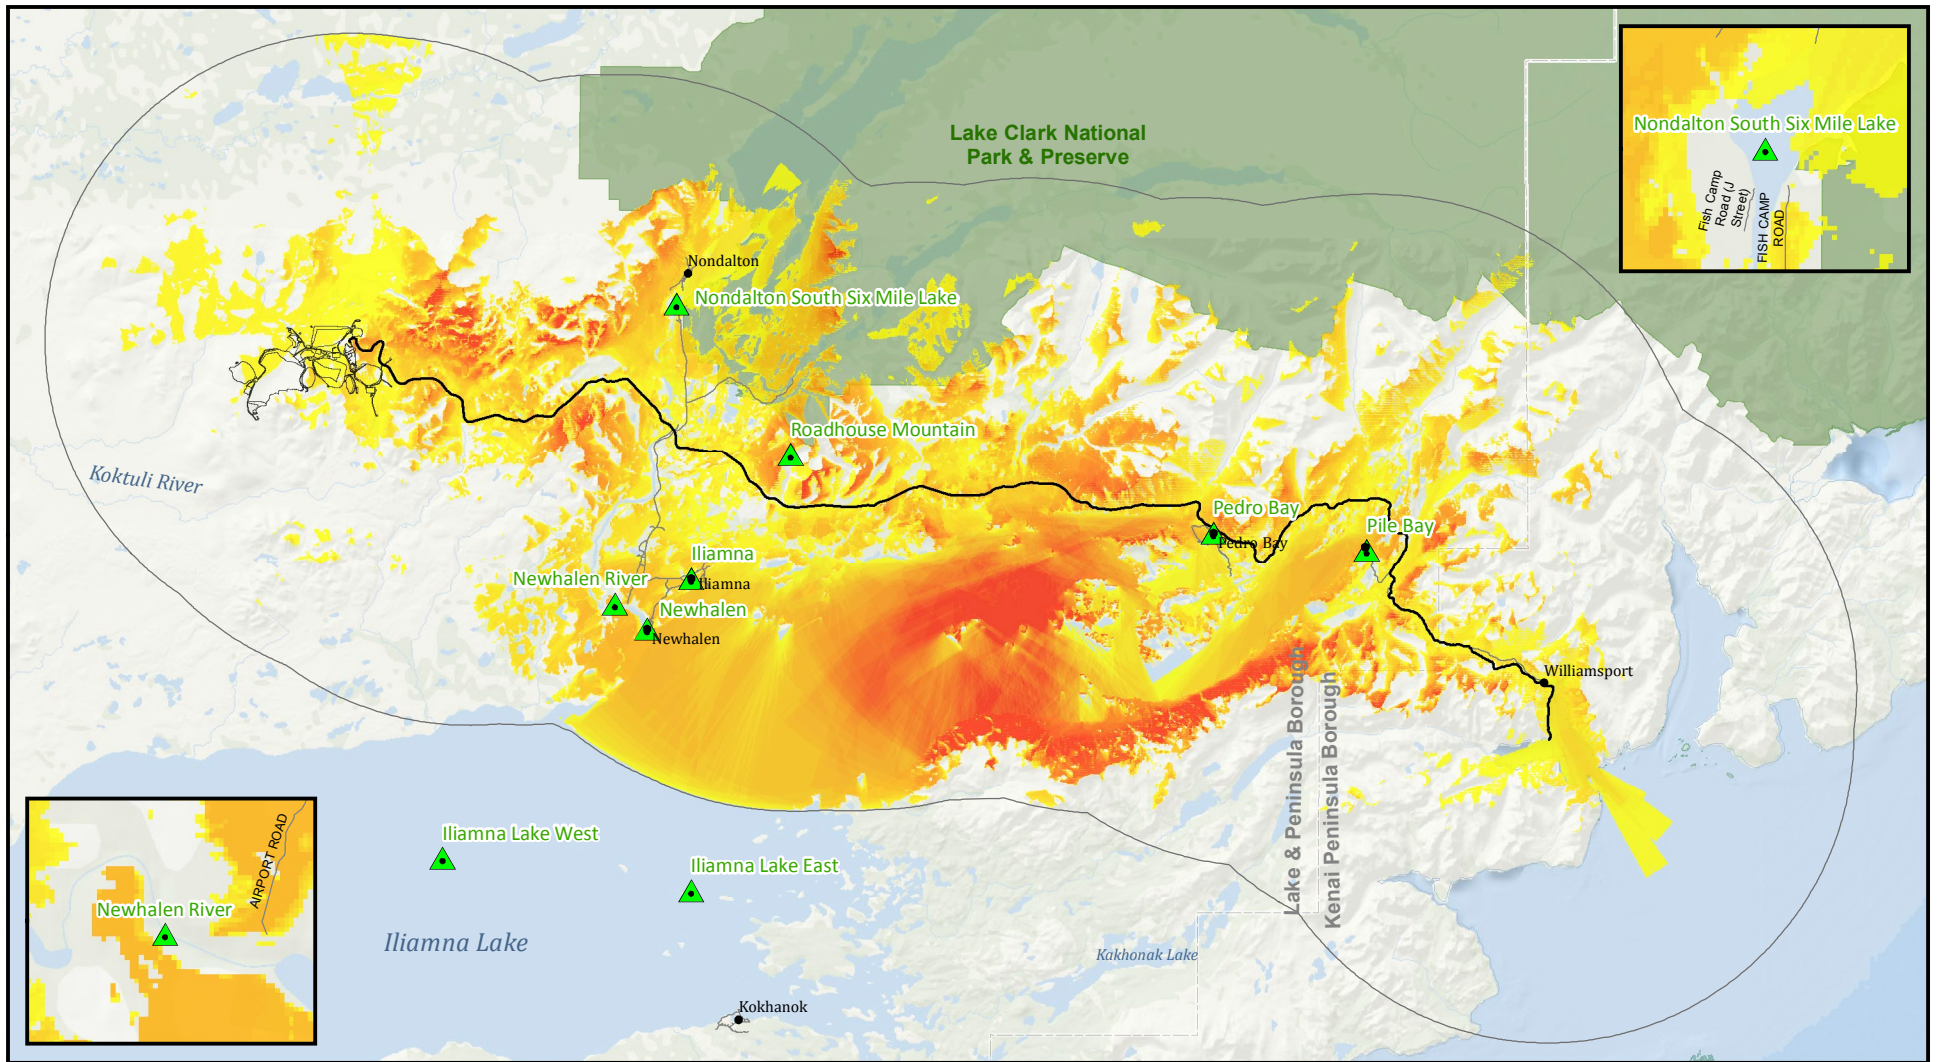 Lake Clark National
Park & Preserve
Nondalton South Six Mile Lake
Fish Camp
Road (J
Street)
FISH CAMP
ROAD
Nondalton
Nondalton South Six Mile Lake
Roadhouse Mountain
Koktuli River
Pedro Bay
Pedro Bay
Pile Bay
Iliamna
Iliamna
Newhalen River
Newhalen
Newhalen
Williamsport
Lake & Peninsula Borough
Kenai Peninsula Borough
Iliamna Lake West
Iliamna Lake East
AIRPORT ROAD
Newhalen River
Iliamna Lake
Kakhonak Lake
Kokhanok